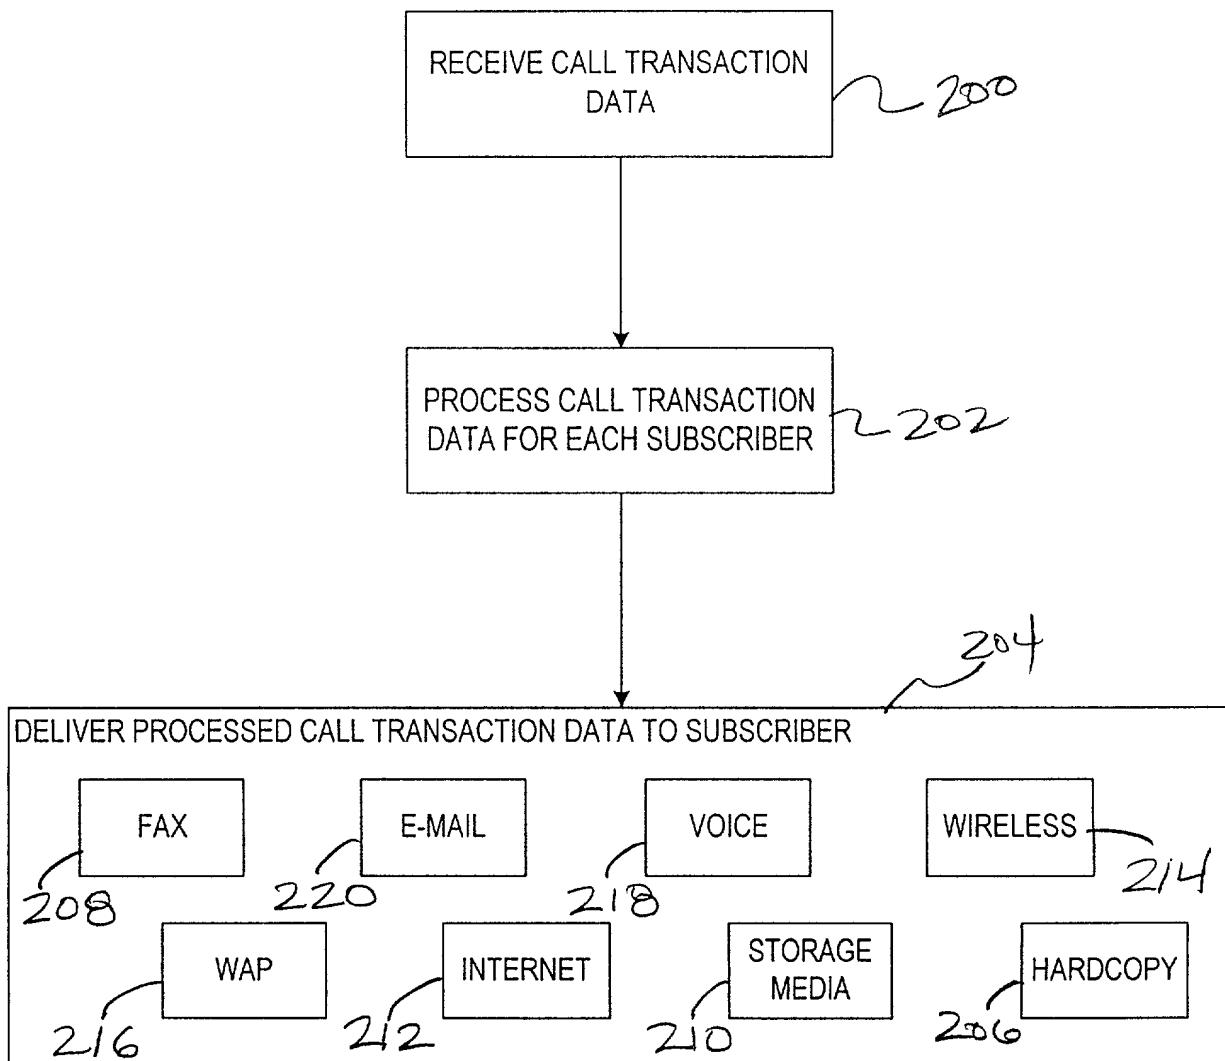 RECEIVE CALL TRANSACTION
DATA
200
PROCESS CALL TRANSACTION
DATA FOR EACH SUBSCRIBER
202
204
DELIVER PROCESSED CALL TRANSACTION DATA TO SUBSCRIBER
FAX
E-MAIL
VOICE
WIRELESS
208
220
218
214
WAP
INTERNET
STORAGE
MEDIA
HARDCOPY
216
212
210
206